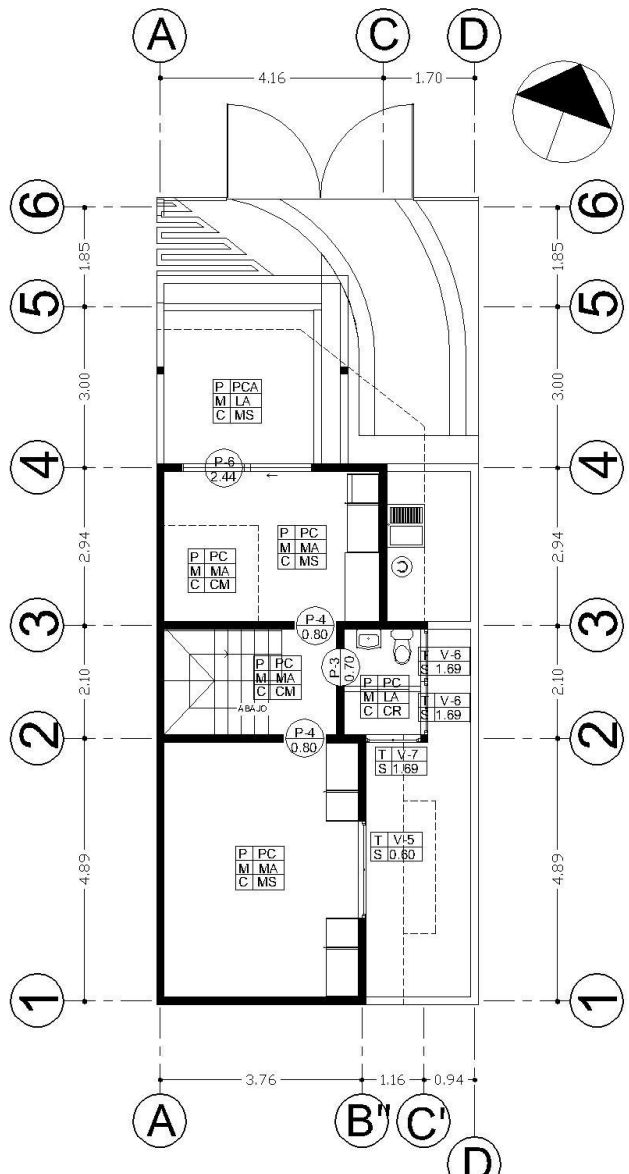 A C D
4.16 1.70
6 6
1.85 1.85
5 5
3.00 3.00
P PCA
M LA
C MS
4 4
P-6
2.44
2.94 2.94
P PC
M MA
C MS
P PC
M MA
C CM
3 3
P-4
0.80
2.10 2.10
P-3
0.70
T V-6
S 1.69
P PC
M MA
C CM
P PC
M LA
C CR
T V-6
S 1.69
ABAJO
2 2
P-4
0.80
T V-7
S 1.69
T V-5
S 0.60
4.89 4.89
P PC
M MA
C MS
1 1
3.76 1.16 0.94
A B" C'
D